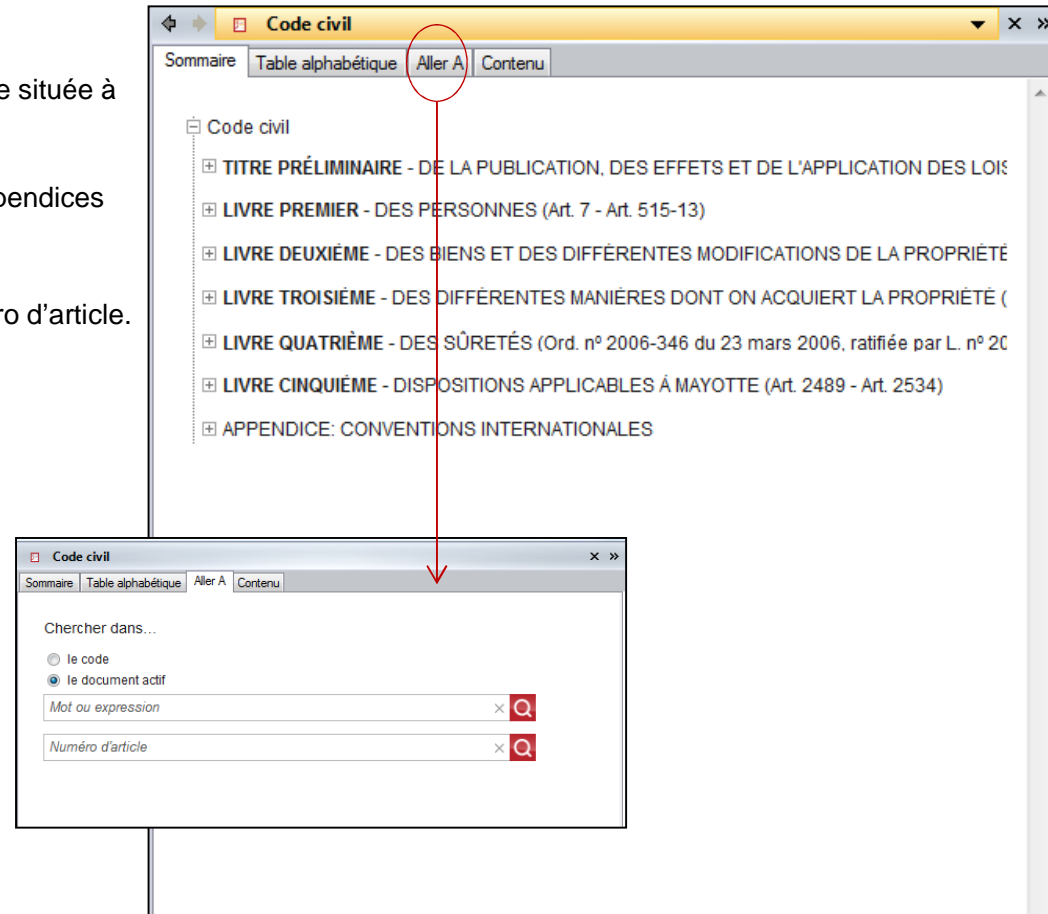 e située à
pendices
ro d'article.
Code civil
Sommaire Table alphabétique Aller A Contenu
Code civil
TITRE PRÉLIMINAIRE - DE LA PUBLICATION, DES EFFETS ET DE L'APPLICATION DES LOIS
LIVRE PREMIER - DES PERSONNES (Art. 7 - Art. 515-13)
LIVRE DEUXIÈME - DES BIENS ET DES DIFFÉRENTES MODIFICATIONS DE LA PROPRIÉTÉ
LIVRE TROISIÈME - DES DIFFÉRENTES MANIÈRES DONT ON ACQUIERT LA PROPRIÉTÉ (
LIVRE QUATRIÈME - DES SÛRETÉS (Ord. nº 2006-346 du 23 mars 2006, ratifiée par L. nº 20
LIVRE CINQUIÈME - DISPOSITIONS APPLICABLES À MAYOTTE (Art. 2489 - Art. 2534)
APPENDICE: CONVENTIONS INTERNATIONALES
Code civil
Sommaire Table alphabétique Aller A Contenu
Chercher dans...
le code
le document actif
Mot ou expression
Numéro d'article